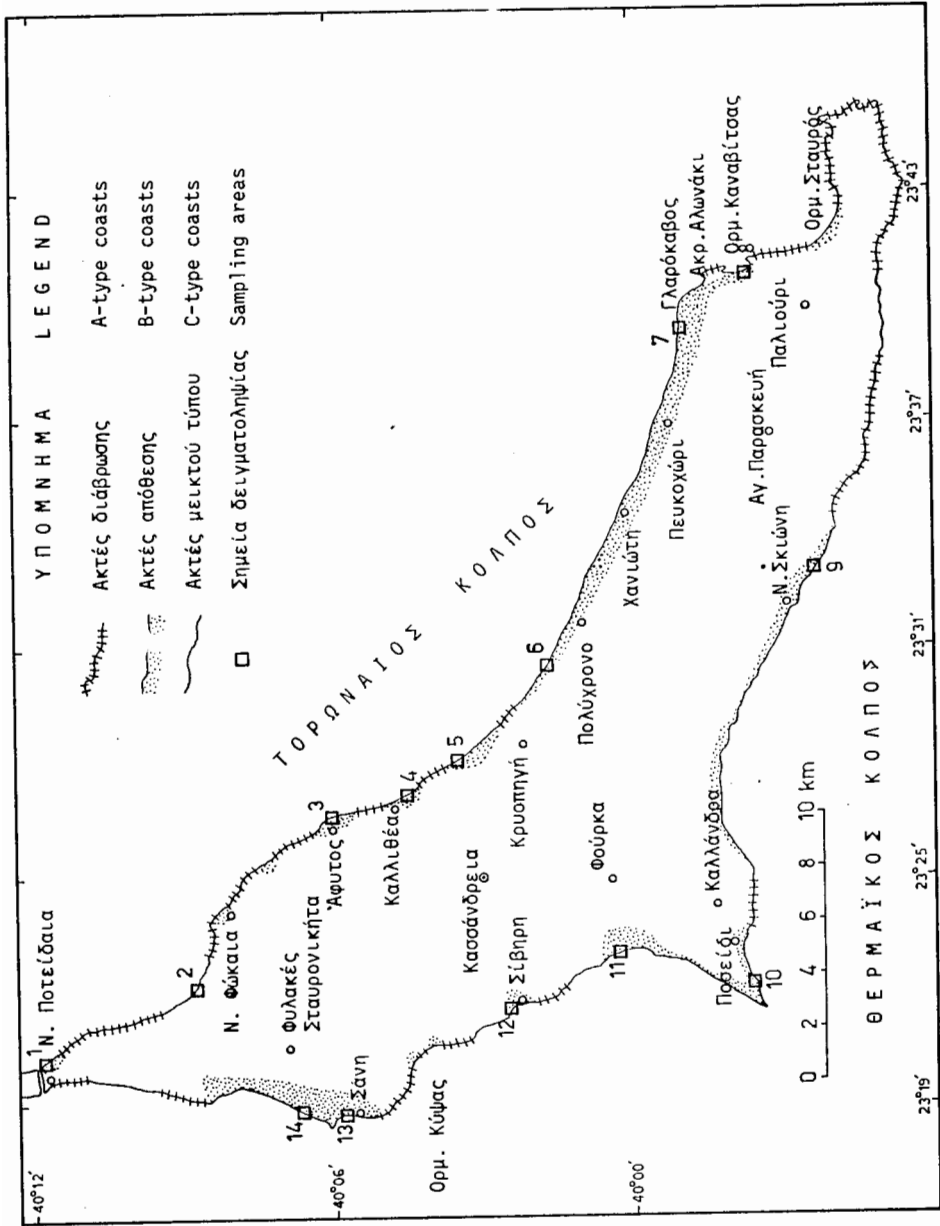 ΥΠΟΜΝΗΜΑ LEGEND
Ακτές διάβρωσης A-type coasts
Ακτές απόθεσης B-type coasts
Ακτές μεικτού τύπου C-type coasts
Σημεία δειγματοληψίας Sampling areas
ΤΟΡΩΝΑΙΟΣ ΚΟΛΠΟΣ
ΘΕΡΜΑΪΚΟΣ ΚΟΛΠΟΣ
1
Ν. Ποτείδαια
2
Ν. Φώκαια
Φυλακές
Σταυρονικήτα
3
Άφυτος
4
Καλλιθέα
5
Κασσάνδρεια
Κρυοπηγή
6
Πολύχρονο
Φούρκα
Χανιώτη
Πευκοχώρι
7
Γλαρόκαβος
Ακρ. Αλωνάκι
Ορμ. Καναβίτσας
8
Ορμ. Σταυρός
Παλιούρι
Αγ. Παρασκευή
Ν. Σκιώνη
9
Καλλάνδρα
Ποσείδι
10
11
Σίβηρη
12
Σάνη
13
14
Ορμ. Κύψας
0 2 4 6 8 10 km
40°12′
40°06′
40°00′
23°19′
23°25′
23°31′
23°37′
23°43′